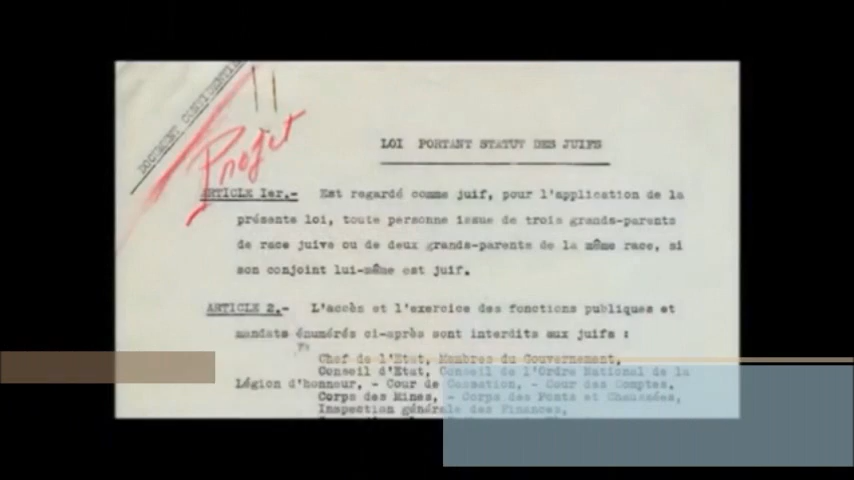 DOCUMENT CONFIDENTIEL
Projet
LOI PORTANT STATUT DES JUIFS
ARTICLE 1er.- Est regardé comme juif, pour l'application de la
présente loi, toute personne issue de trois grands-parents
de race juive ou de deux grands-parents de la même race, si
son conjoint lui-même est juif.
ARTICLE 2.- L'accès et l'exercice des fonctions publiques et
mandats énumérés ci-après sont interdits aux juifs :
Chef de l'Etat, Membres du Gouvernement,
Conseil d'Etat, Conseil de l'Ordre National de la
Légion d'honneur, - Cour de Cassation, - Cour des Comptes,
Corps des Mines, - Corps des Ponts et Chaussées,
Inspection générale des Finances,